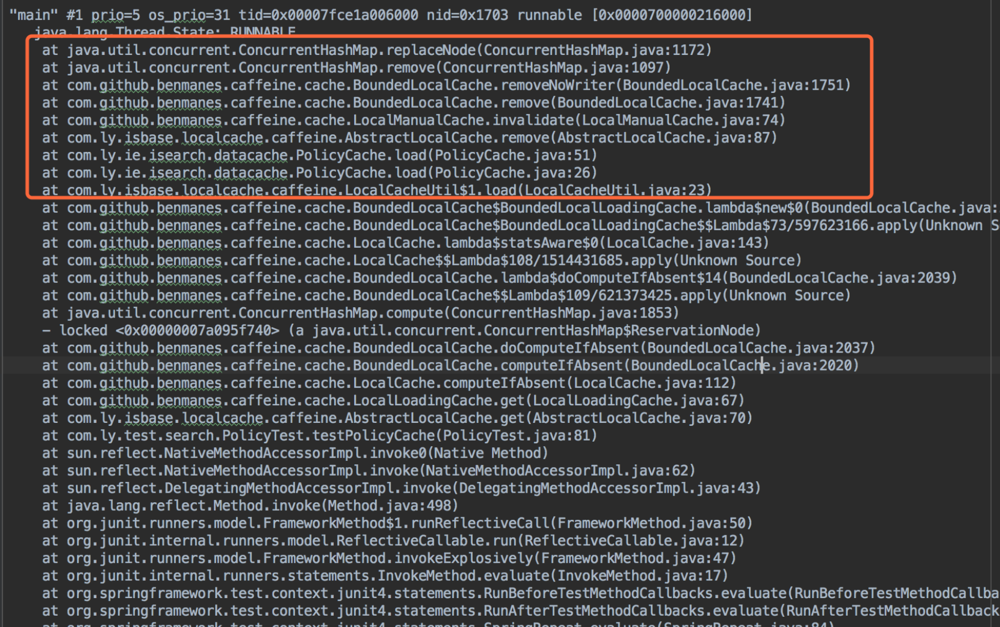 "main" #1 prio=5 os_prio=31 tid=0x00007fce1a006000 nid=0x1703 runnable [0x0000700000216000]
java.lang.Thread.State: RUNNABLE
at java.util.concurrent.ConcurrentHashMap.replaceNode(ConcurrentHashMap.java:1172)
at java.util.concurrent.ConcurrentHashMap.remove(ConcurrentHashMap.java:1097)
at com.github.benmanes.caffeine.cache.BoundedLocalCache.removeNoWriter(BoundedLocalCache.java:1751)
at com.github.benmanes.caffeine.cache.BoundedLocalCache.remove(BoundedLocalCache.java:1741)
at com.github.benmanes.caffeine.cache.LocalManualCache.invalidate(LocalManualCache.java:74)
at com.ly.isbase.localcache.caffeine.AbstractLocalCache.remove(AbstractLocalCache.java:87)
at com.ly.ie.isearch.datacache.PolicyCache.load(PolicyCache.java:51)
at com.ly.ie.isearch.datacache.PolicyCache.load(PolicyCache.java:26)
at com.ly.isbase.localcache.caffeine.LocalCacheUtil$1.load(LocalCacheUtil.java:23)
at com.github.benmanes.caffeine.cache.BoundedLocalCache$BoundedLocalLoadingCache.lambda$new$0(BoundedLocalCache.java:
at com.github.benmanes.caffeine.cache.BoundedLocalCache$BoundedLocalLoadingCache$$Lambda$73/597623166.apply(Unknown S
at com.github.benmanes.caffeine.cache.LocalCache.lambda$statsAware$0(LocalCache.java:143)
at com.github.benmanes.caffeine.cache.LocalCache$$Lambda$108/1514431685.apply(Unknown Source)
at com.github.benmanes.caffeine.cache.BoundedLocalCache.lambda$doComputeIfAbsent$14(BoundedLocalCache.java:2039)
at com.github.benmanes.caffeine.cache.BoundedLocalCache$$Lambda$109/621373425.apply(Unknown Source)
at java.util.concurrent.ConcurrentHashMap.compute(ConcurrentHashMap.java:1853)
- locked <0x00000007a095f740> (a java.util.concurrent.ConcurrentHashMap$ReservationNode)
at com.github.benmanes.caffeine.cache.BoundedLocalCache.doComputeIfAbsent(BoundedLocalCache.java:2037)
at com.github.benmanes.caffeine.cache.BoundedLocalCache.computeIfAbsent(BoundedLocalCache.java:2020)
at com.github.benmanes.caffeine.cache.LocalCache.computeIfAbsent(LocalCache.java:112)
at com.github.benmanes.caffeine.cache.LocalLoadingCache.get(LocalLoadingCache.java:67)
at com.ly.isbase.localcache.caffeine.AbstractLocalCache.get(AbstractLocalCache.java:70)
at com.ly.test.search.PolicyTest.testPolicyCache(PolicyTest.java:81)
at sun.reflect.NativeMethodAccessorImpl.invoke0(Native Method)
at sun.reflect.NativeMethodAccessorImpl.invoke(NativeMethodAccessorImpl.java:62)
at sun.reflect.DelegatingMethodAccessorImpl.invoke(DelegatingMethodAccessorImpl.java:43)
at java.lang.reflect.Method.invoke(Method.java:498)
at org.junit.runners.model.FrameworkMethod$1.runReflectiveCall(FrameworkMethod.java:50)
at org.junit.internal.runners.model.ReflectiveCallable.run(ReflectiveCallable.java:12)
at org.junit.runners.model.FrameworkMethod.invokeExplosively(FrameworkMethod.java:47)
at org.junit.internal.runners.statements.InvokeMethod.evaluate(InvokeMethod.java:17)
at org.springframework.test.context.junit4.statements.RunBeforeTestMethodCallbacks.evaluate(RunBeforeTestMethodCallba
at org.springframework.test.context.junit4.statements.RunAfterTestMethodCallbacks.evaluate(RunAfterTestMethodCallback
at org.springframework.test.context.junit4.statements.SpringRepeat.evaluate(SpringRepeat.java:84)